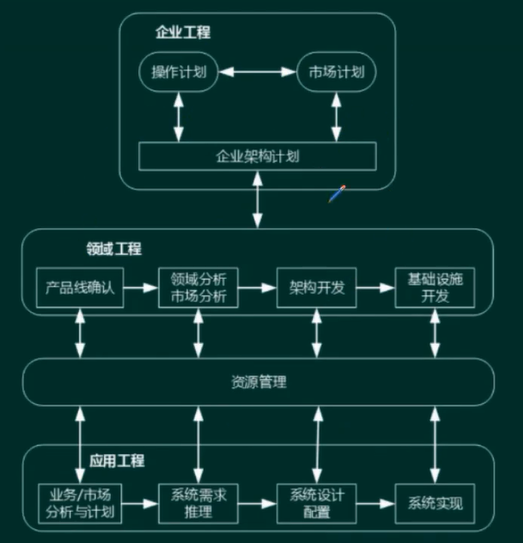 企业工程
操作计划
市场计划
企业架构计划
领域工程
产品线确认
领域分析
市场分析
架构开发
基础设施
开发
资源管理
应用工程
业务/市场
分析与计划
系统需求
推理
系统设计
配置
系统实现